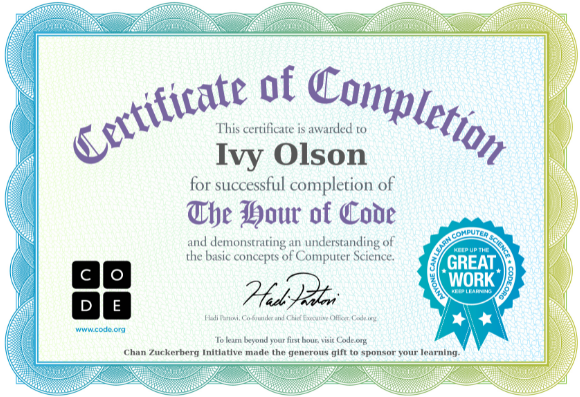 Certificate of Completion
This certificate is awarded to
Ivy Olson
for successful completion of
The Hour of Code
and demonstrating an understanding of
the basic concepts of Computer Science.
ANYONE CAN LEARN COMPUTER SCIENCE • CODE.ORG •
KEEP UP THE
GREAT
WORK
KEEP LEARNING
C O
D E
www.code.org
Hadi Partovi
Hadi Partovi, Co-founder and Chief Executive Officer, Code.org
To learn beyond your first hour, visit Code.org
Chan Zuckerberg Initiative made the generous gift to sponsor your learning.